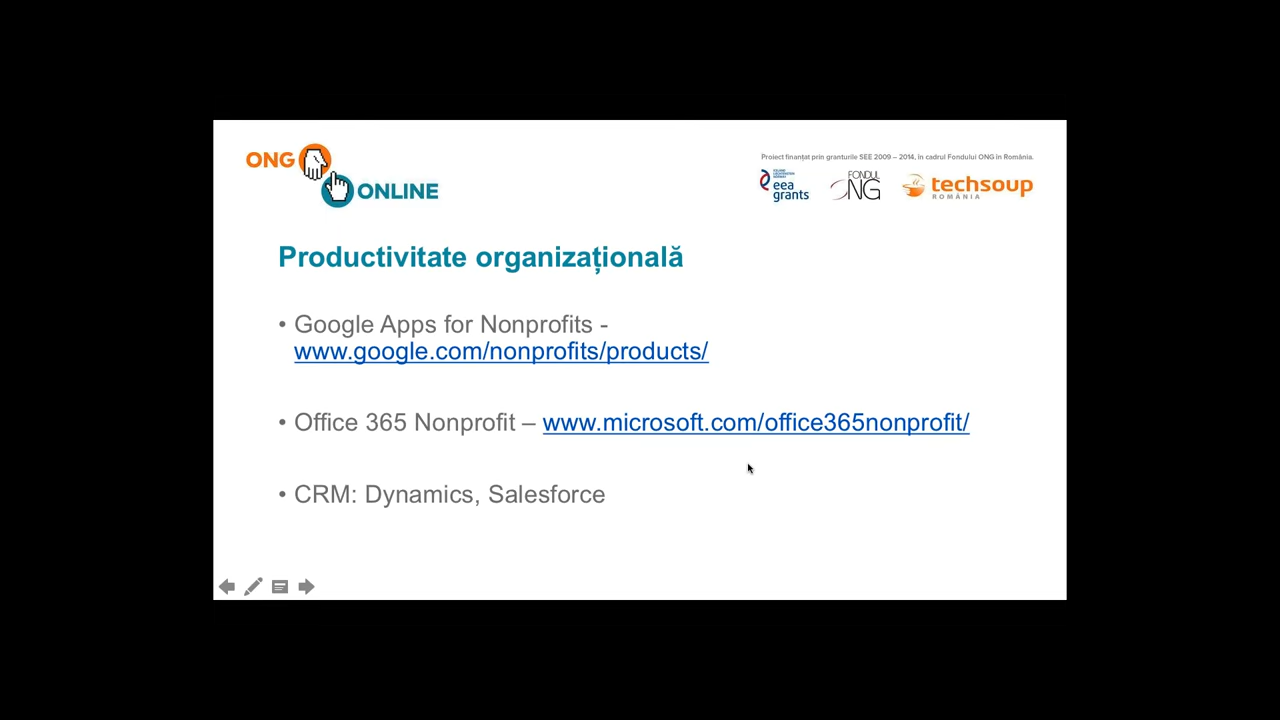 ONG
ONLINE
Proiect finanțat prin granturile SEE 2009 – 2014, în cadrul Fondului ONG în România.
eea
grants
FONDUL
NG
techsoup
ROMÂNIA
Productivitate organizațională
• Google Apps for Nonprofits -
www.google.com/nonprofits/products/
• Office 365 Nonprofit – www.microsoft.com/office365nonprofit/
• CRM: Dynamics, Salesforce